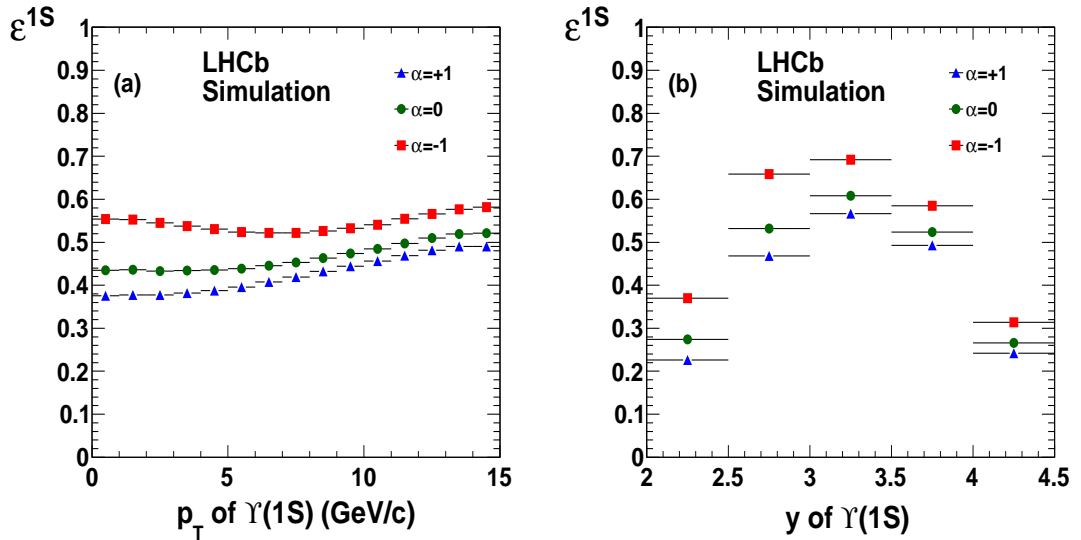 ε1S
1
0.9
0.8
0.7
0.6
0.5
0.4
0.3
0.2
0.1
0
(a)
LHCb
Simulation
α=+1
α=0
α=-1
0 5 10 15
pT of ϒ(1S) (GeV/c)
ε1S
1
0.9
0.8
0.7
0.6
0.5
0.4
0.3
0.2
0.1
0
(b)
LHCb
Simulation
α=+1
α=0
α=-1
2 2.5 3 3.5 4 4.5
y of ϒ(1S)